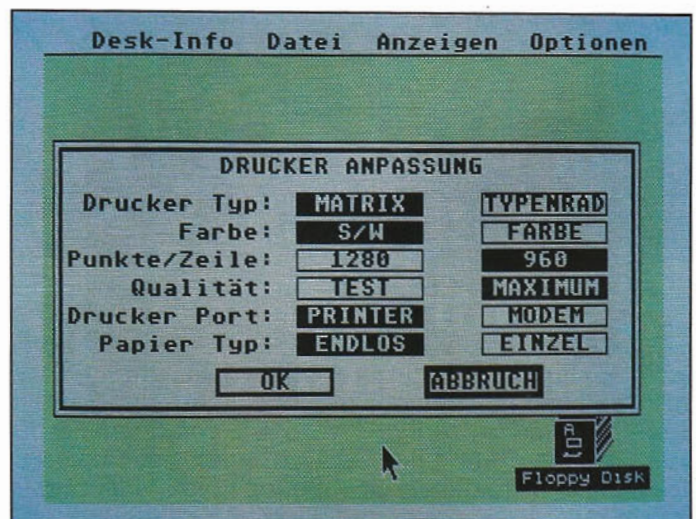 Desk-Info Datei Anzeigen Optionen
DRUCKER ANPASSUNG
Drucker Typ: MATRIX TYPENRAD
Farbe: S/W FARBE
Punkte/Zeile: 1280 960
Qualität: TEST MAXIMUM
Drucker Port: PRINTER MODEM
Papier Typ: ENDLOS EINZEL
OK ABBRUCH
A
Floppy Disk